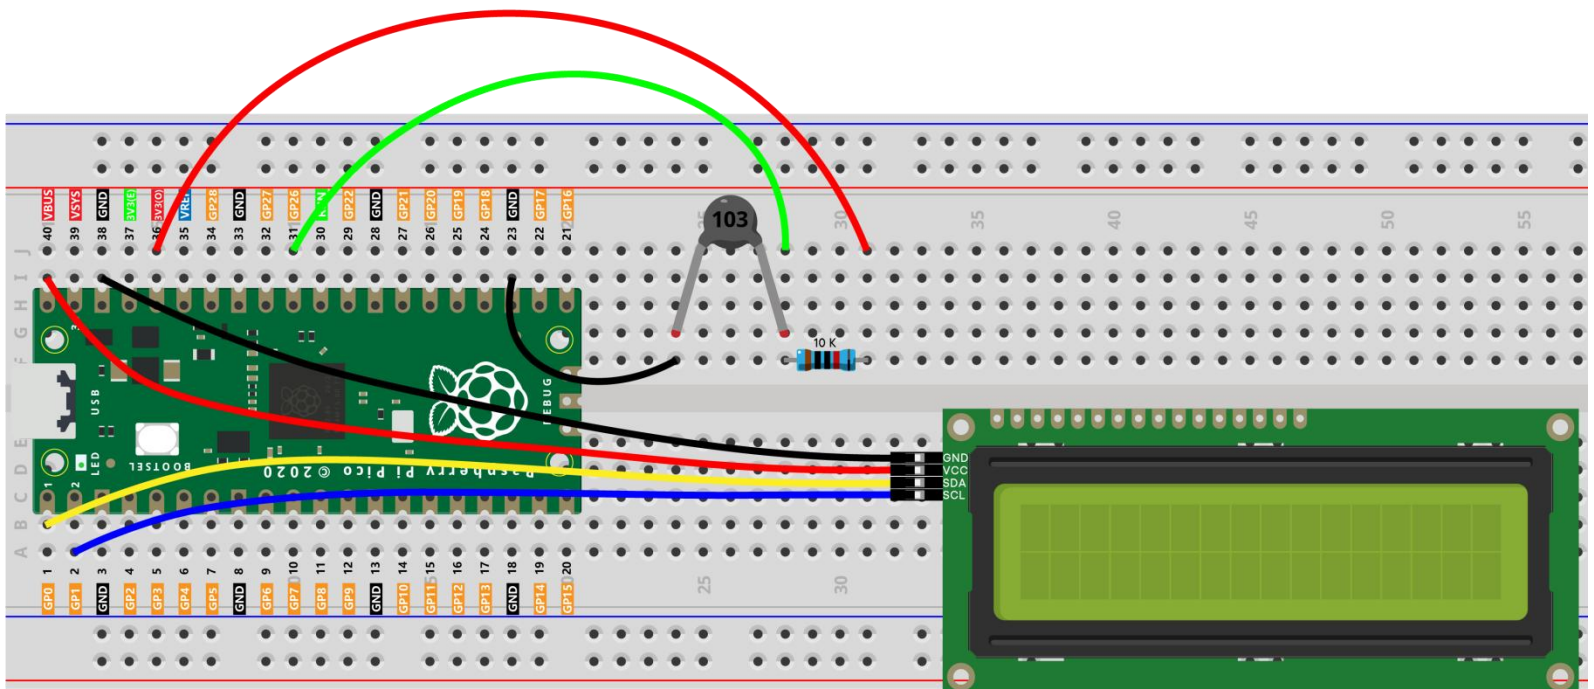 VBUS VSYS GND 3V3(E) 3V3(O) GP28 GND GP27 GP26 GP22 GND GP21 GP20 GP19 GP18 GND GP17 GP16
40 39 38 37 36 35 34 33 32 31 30 29 28 27 26 25 24 23 22 21
30 35 40 45 50 55
103
J
I
H
G
F
10 K
USB
LED
BOOTSEL
Raspberry Pi Pico © 2020
1 2
E
D
C
B
A
GND
VCC
SDA
SCL
1 2 3 4 5 6 7 8 9 10 11 12 13 14 15 16 17 18 19 20
25 30
GP0 GP1 GND GP2 GP3 GP4 GP5 GND GP6 GP7 GP8 GP9 GND GP10 GP11 GP12 GP13 GND GP14 GP15